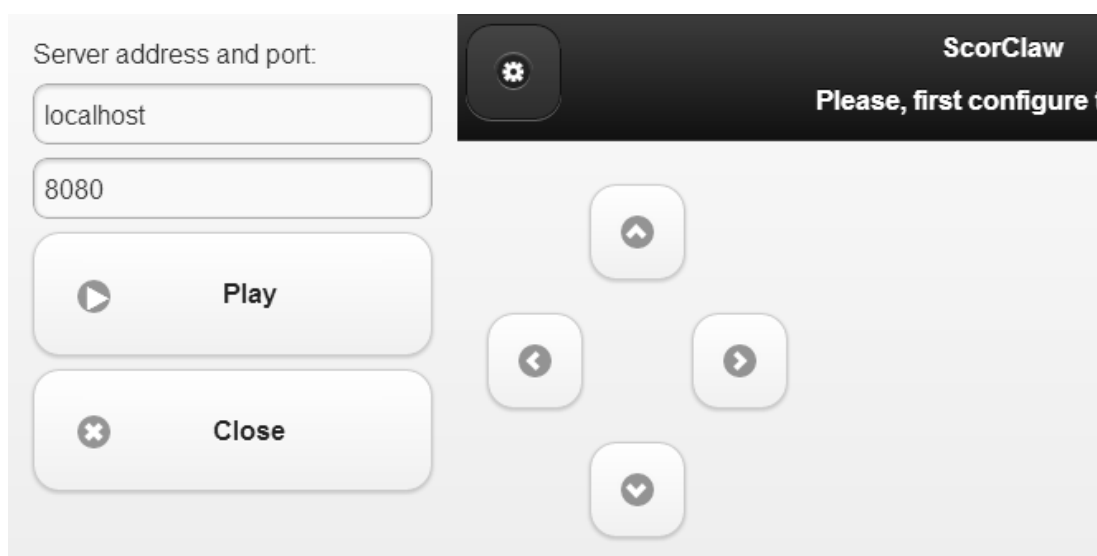 Server address and port:
localhost
8080
Play
Close
ScorClaw
Please, first configure